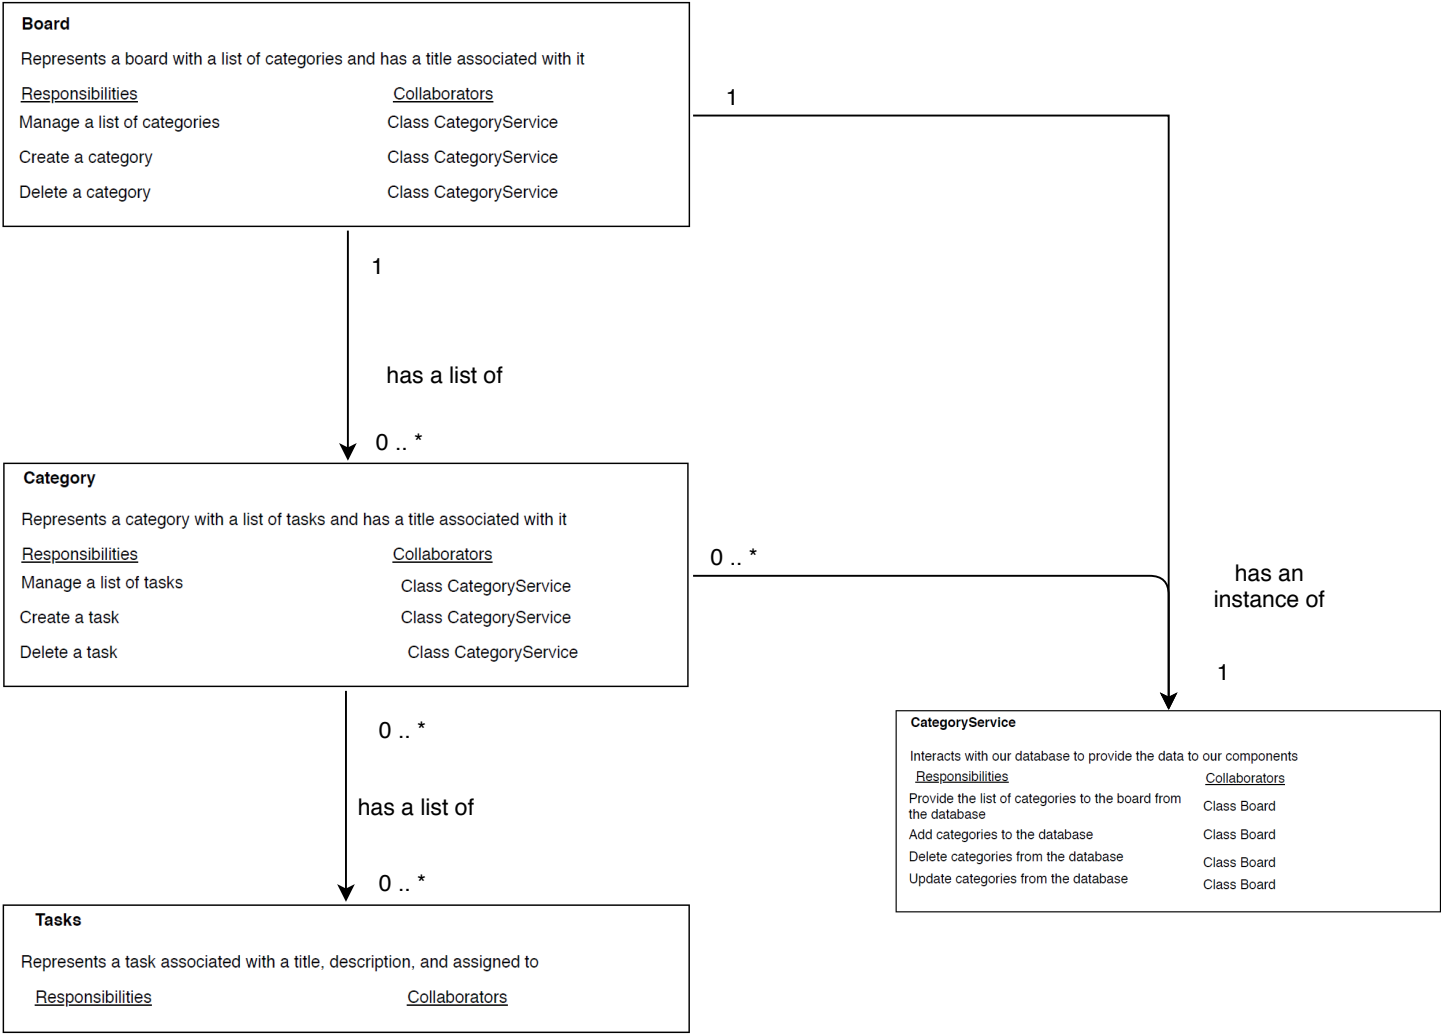 Board
Represents a board with a list of categories and has a title associated with it
Responsibilities Collaborators
Manage a list of categories Class CategoryService
Create a category Class CategoryService
Delete a category Class CategoryService
1
1
has a list of
0 .. *
Category
Represents a category with a list of tasks and has a title associated with it
Responsibilities Collaborators
Manage a list of tasks Class CategoryService
Create a task Class CategoryService
Delete a task Class CategoryService
0 .. *
has an
instance of
1
0 .. *
has a list of
0 .. *
CategoryService
Interacts with our database to provide the data to our components
Responsibilities Collaborators
Provide the list of categories to the board from
the database
Class Board
Add categories to the database Class Board
Delete categories from the database Class Board
Update categories from the database Class Board
Tasks
Represents a task associated with a title, description, and assigned to
Responsibilities Collaborators